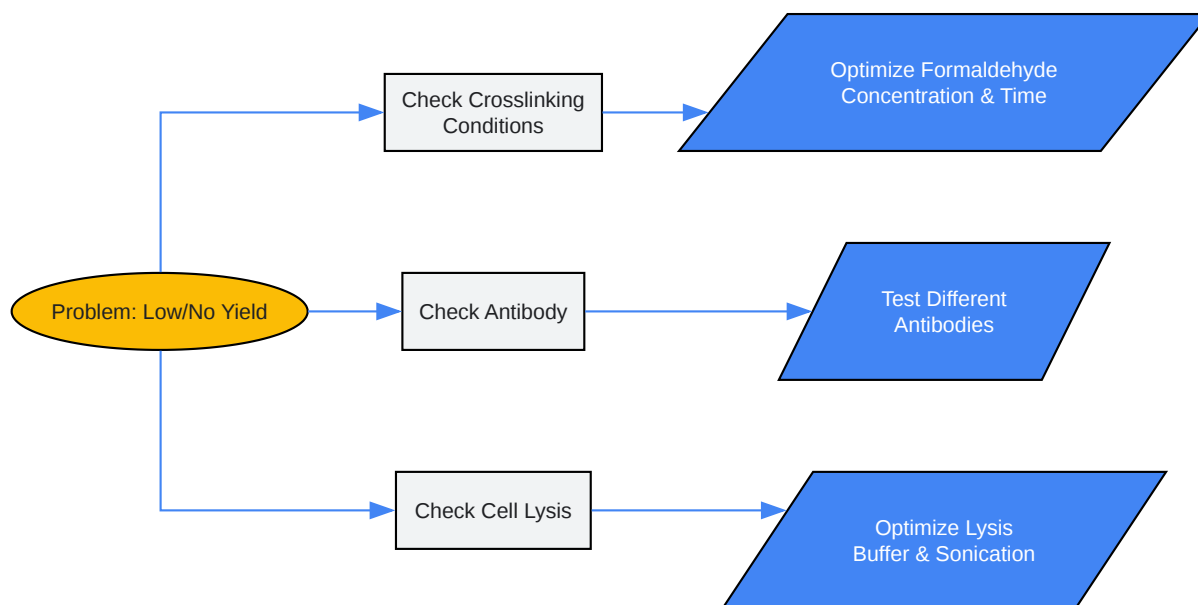 Optimize Formaldehyde
Concentration & Time
Check Crosslinking
Conditions
Problem: Low/No Yield
Check Antibody
Test Different
Antibodies
Check Cell Lysis
Optimize Lysis
Buffer & Sonication